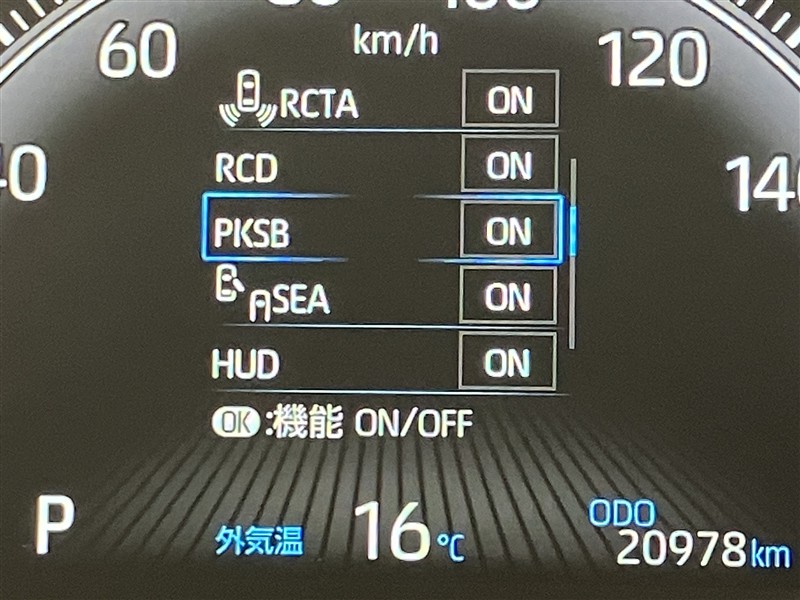 km/h
60
120
RCTA ON
140
RCD ON
PKSB ON
SEA ON
HUD ON
OK:機能 ON/OFF
P
外気温 16℃
ODO
20978km